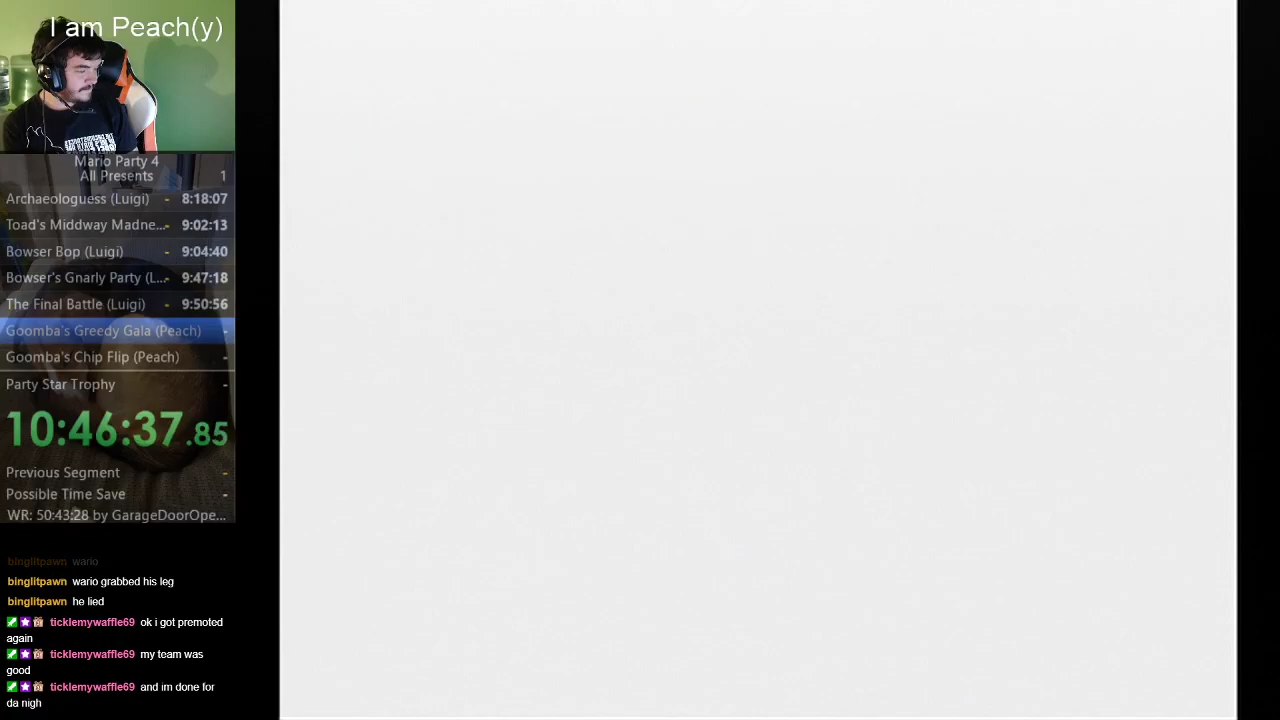 I am Peach(y)
Mario Party 4
All Presents 1
Archaeologuess (Luigi) - 8:18:07
Toad's Middway Madne... - 9:02:13
Bowser Bop (Luigi) - 9:04:40
Bowser's Gnarly Party (L... - 9:47:18
The Final Battle (Luigi) - 9:50:56
Goomba's Greedy Gala (Peach) -
Goomba's Chip Flip (Peach) -
Party Star Trophy -
10:46:37.85
Previous Segment -
Possible Time Save -
WR: 50:43:28 by GarageDoorOpe...
binglitpawn wario
binglitpawn wario grabbed his leg
binglitpawn he lied
ticklemywaffle69 ok i got premoted
again
ticklemywaffle69 my team was
good
ticklemywaffle69 and im done for
da nigh